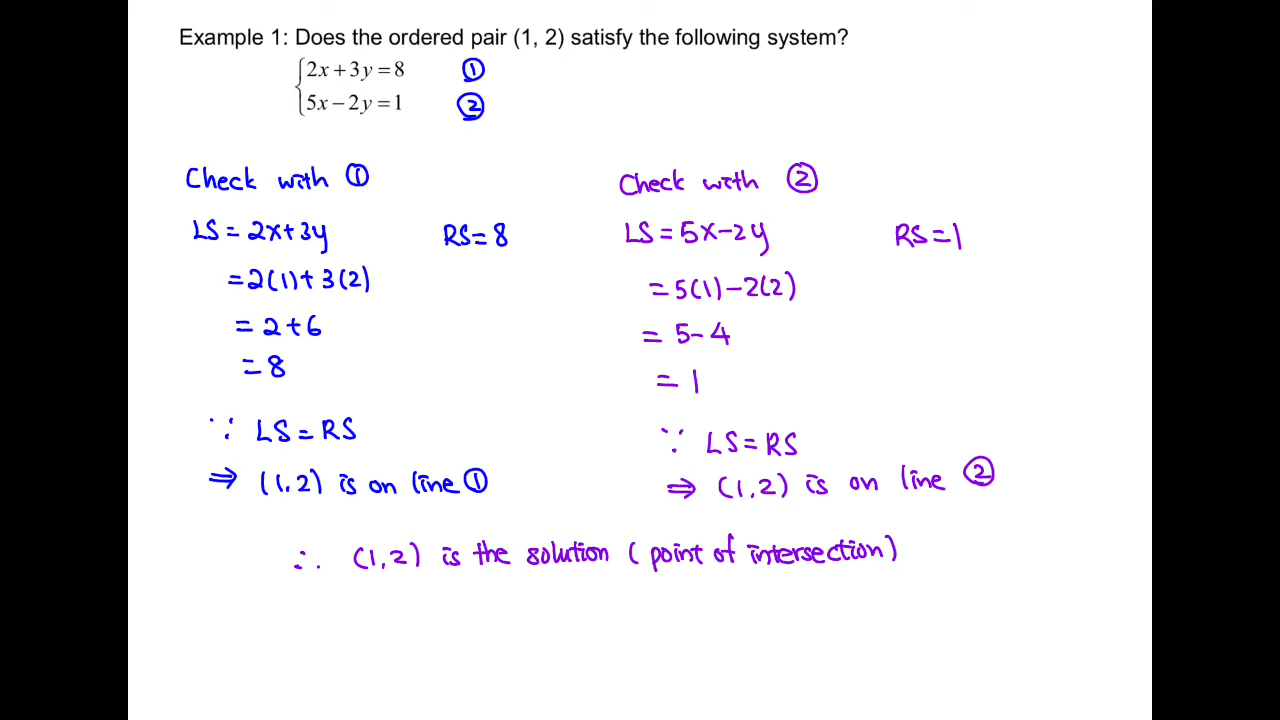 Example 1: Does the ordered pair (1, 2) satisfy the following system?
2x + 3y = 8 ①
5x − 2y = 1 ②
Check with ①
LS = 2x+3y RS = 8
= 2(1) + 3(2)
= 2 + 6
= 8
∵ LS = RS
⇒ (1,2) is on line ①
Check with ②
LS = 5x−2y RS = 1
= 5(1) − 2(2)
= 5 − 4
= 1
∵ LS = RS
⇒ (1,2) is on line ②
∴ (1,2) is the solution (point of intersection)